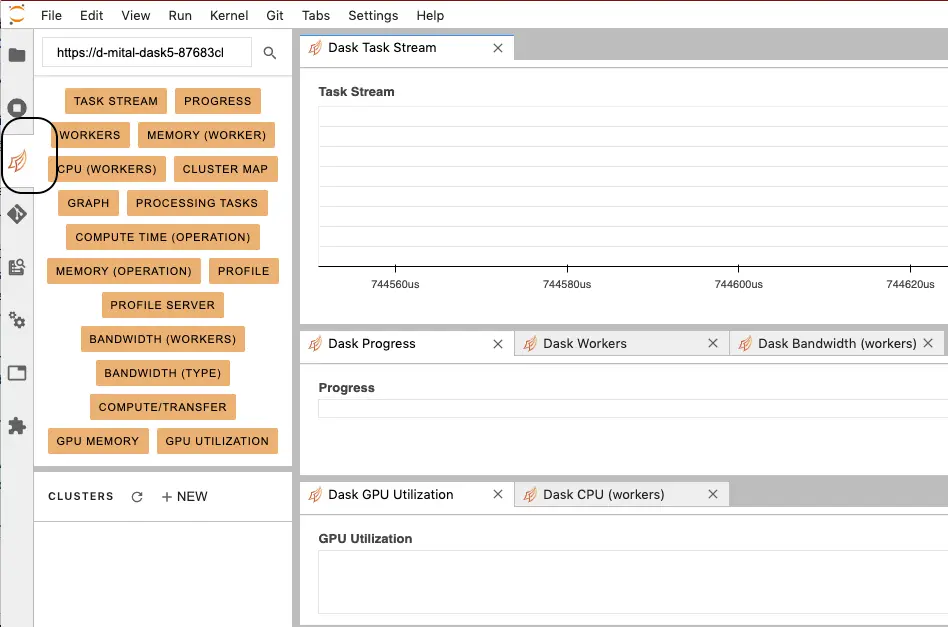 File Edit View Run Kernel Git Tabs Settings Help
https://d-mital-dask5-87683cl
TASK STREAM PROGRESS
WORKERS MEMORY (WORKER)
CPU (WORKERS) CLUSTER MAP
GRAPH PROCESSING TASKS
COMPUTE TIME (OPERATION)
MEMORY (OPERATION) PROFILE
PROFILE SERVER
BANDWIDTH (WORKERS)
BANDWIDTH (TYPE)
COMPUTE/TRANSFER
GPU MEMORY GPU UTILIZATION
CLUSTERS + NEW
Dask Task Stream
Task Stream
744560us 744580us 744600us 744620us
Dask Progress Dask Workers Dask Bandwidth (workers)
Progress
Dask GPU Utilization Dask CPU (workers)
GPU Utilization